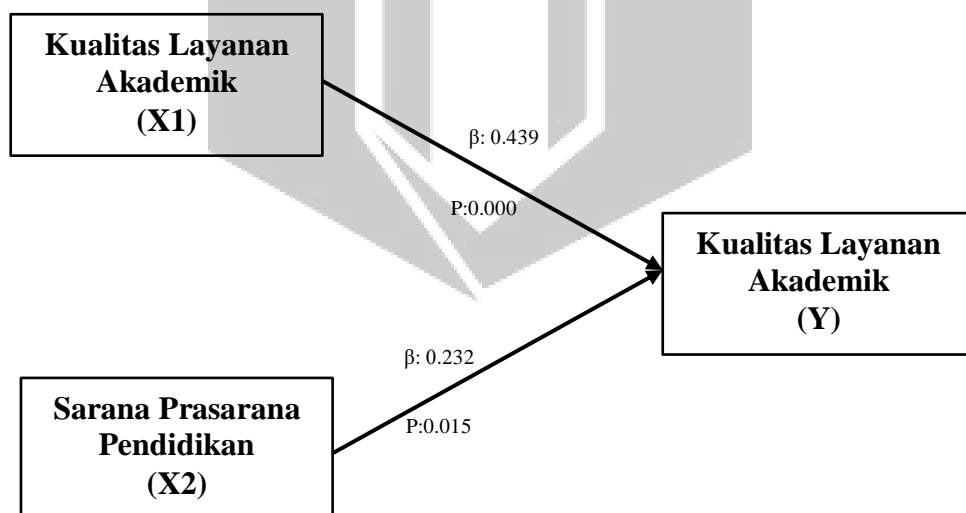 Kualitas Layanan
Akademik
(X1)
β: 0.439
P:0.000
Kualitas Layanan
Akademik
(Y)
β: 0.232
P:0.015
Sarana Prasarana
Pendidikan
(X2)